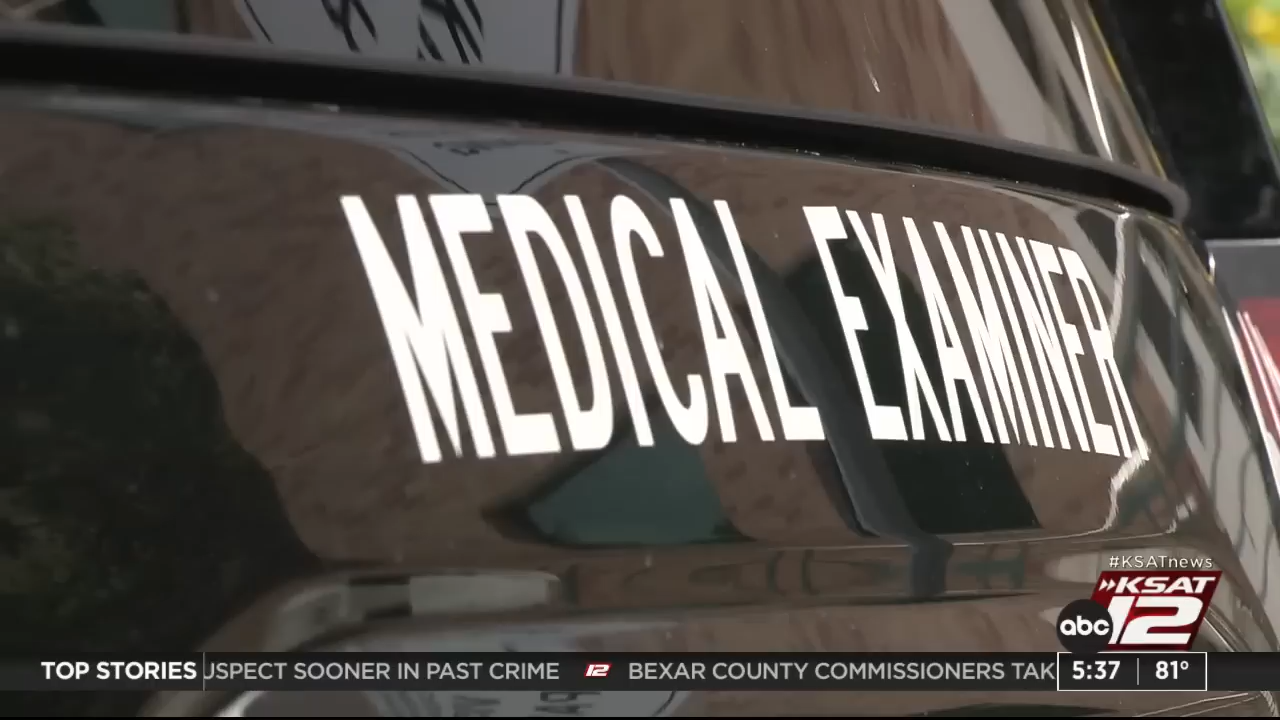 MEDICAL EXAMINER
#KSATnews
KSAT
abc 12
TOP STORIES USPECT SOONER IN PAST CRIME 12 BEXAR COUNTY COMMISSIONERS TAK 5:37 81°